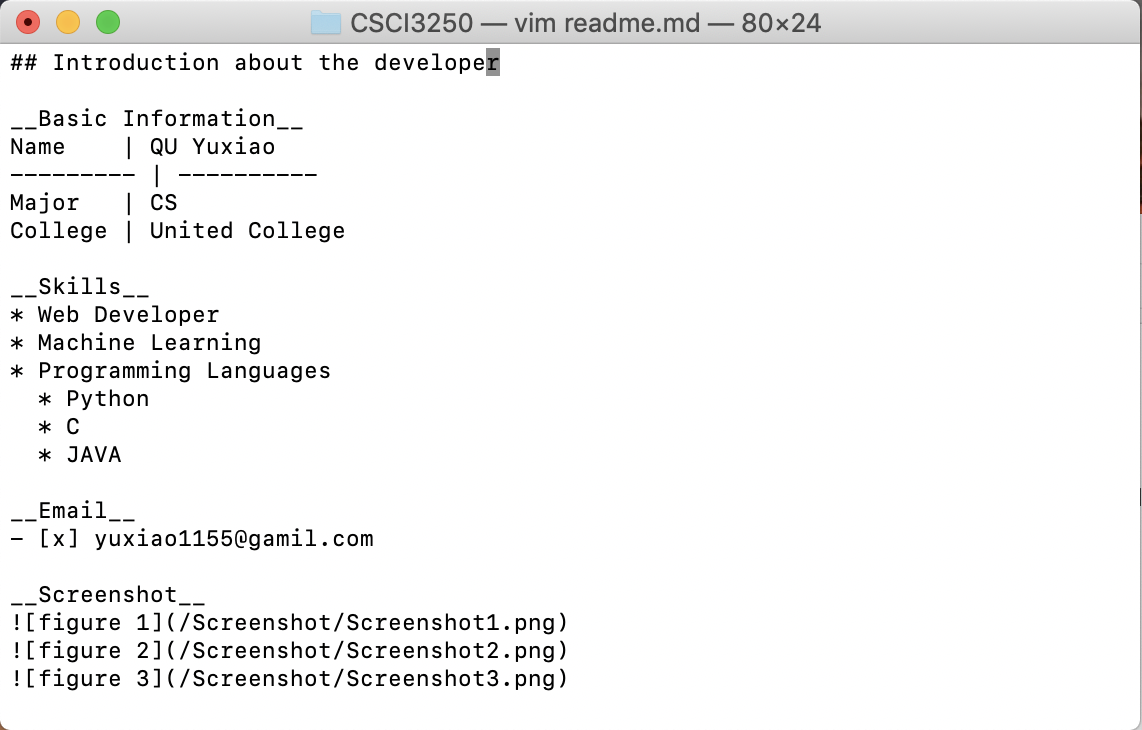 CSCI3250 — vim readme.md — 80×24
## Introduction about the developer

__Basic Information__
Name    | QU Yuxiao
--------- | ----------
Major   | CS
College | United College

__Skills__
* Web Developer
* Machine Learning
* Programming Languages
  * Python
  * C
  * JAVA

__Email__
- [x] yuxiao1155@gamil.com

__Screenshot__
![figure 1](/Screenshot/Screenshot1.png)
![figure 2](/Screenshot/Screenshot2.png)
![figure 3](/Screenshot/Screenshot3.png)